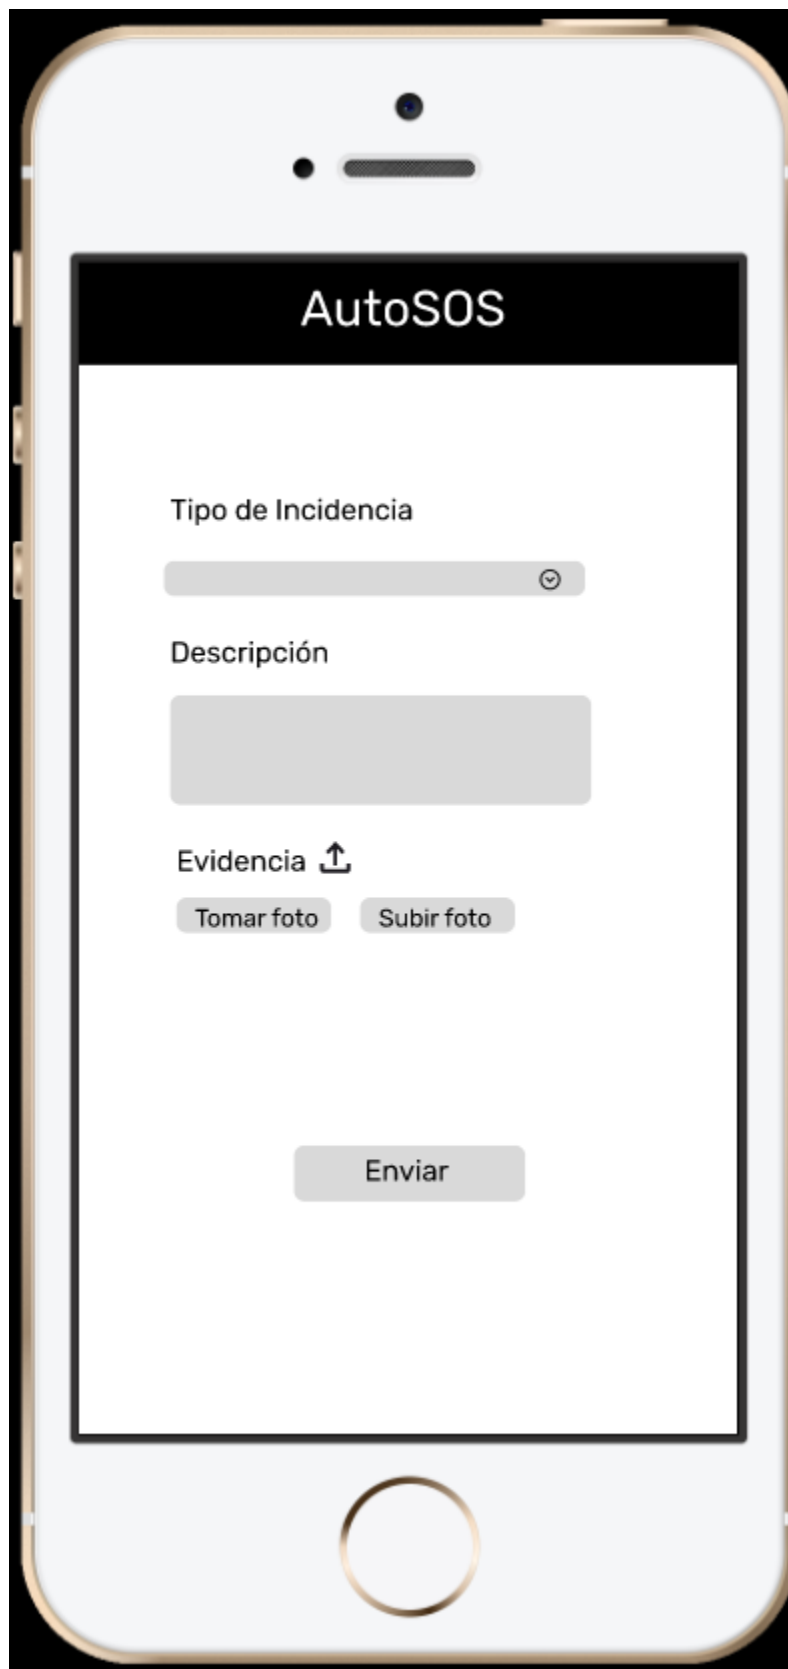 AutoSOS
Tipo de Incidencia
Descripción
Evidencia
Tomar foto Subir foto
Enviar